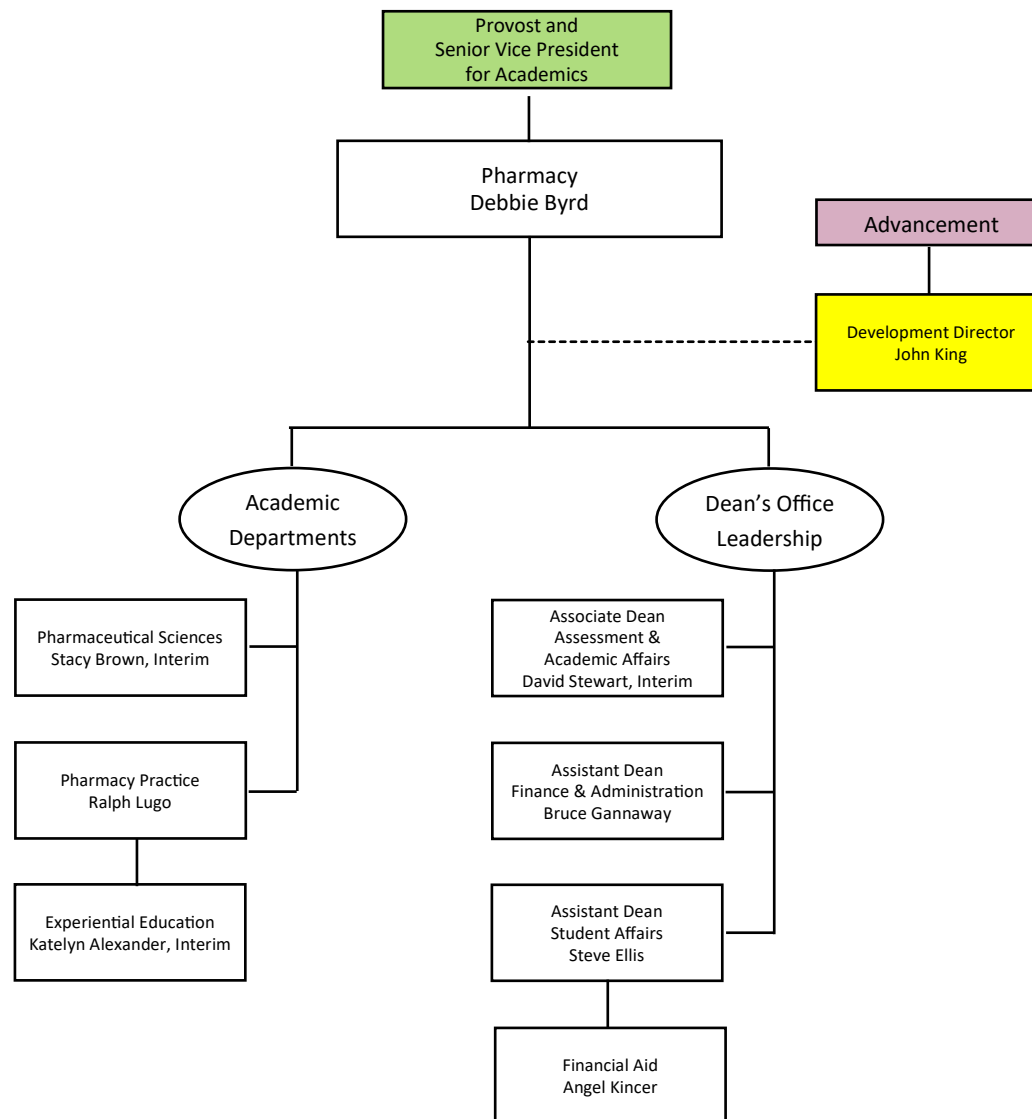 Provost and
Senior Vice President
for Academics
Pharmacy
Debbie Byrd
Advancement
Development Director
John King
Academic
Departments
Dean’s Office
Leadership
Pharmaceutical Sciences
Stacy Brown, Interim
Associate Dean
Assessment &
Academic Affairs
David Stewart, Interim
Pharmacy Practice
Ralph Lugo
Assistant Dean
Finance & Administration
Bruce Gannaway
Experiential Education
Katelyn Alexander, Interim
Assistant Dean
Student Affairs
Steve Ellis
Financial Aid
Angel Kincer